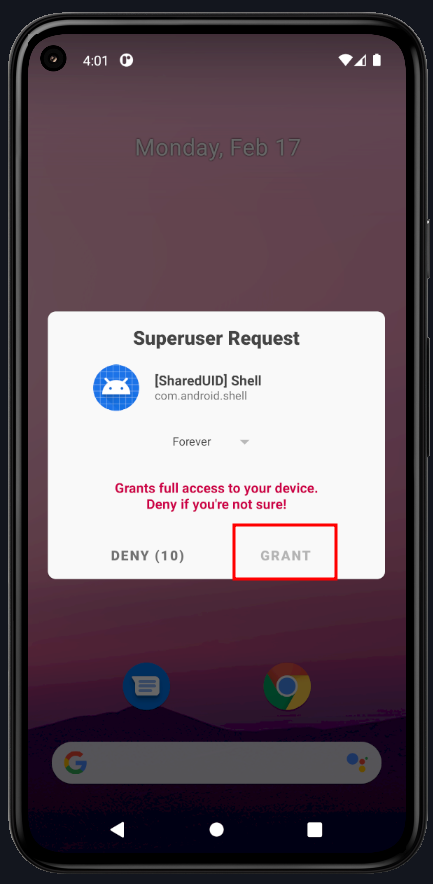 4:01
Monday, Feb 17
Superuser Request
[SharedUID] Shell
com.android.shell
Forever
Grants full access to your device.
Deny if you're not sure!
DENY (10)
GRANT